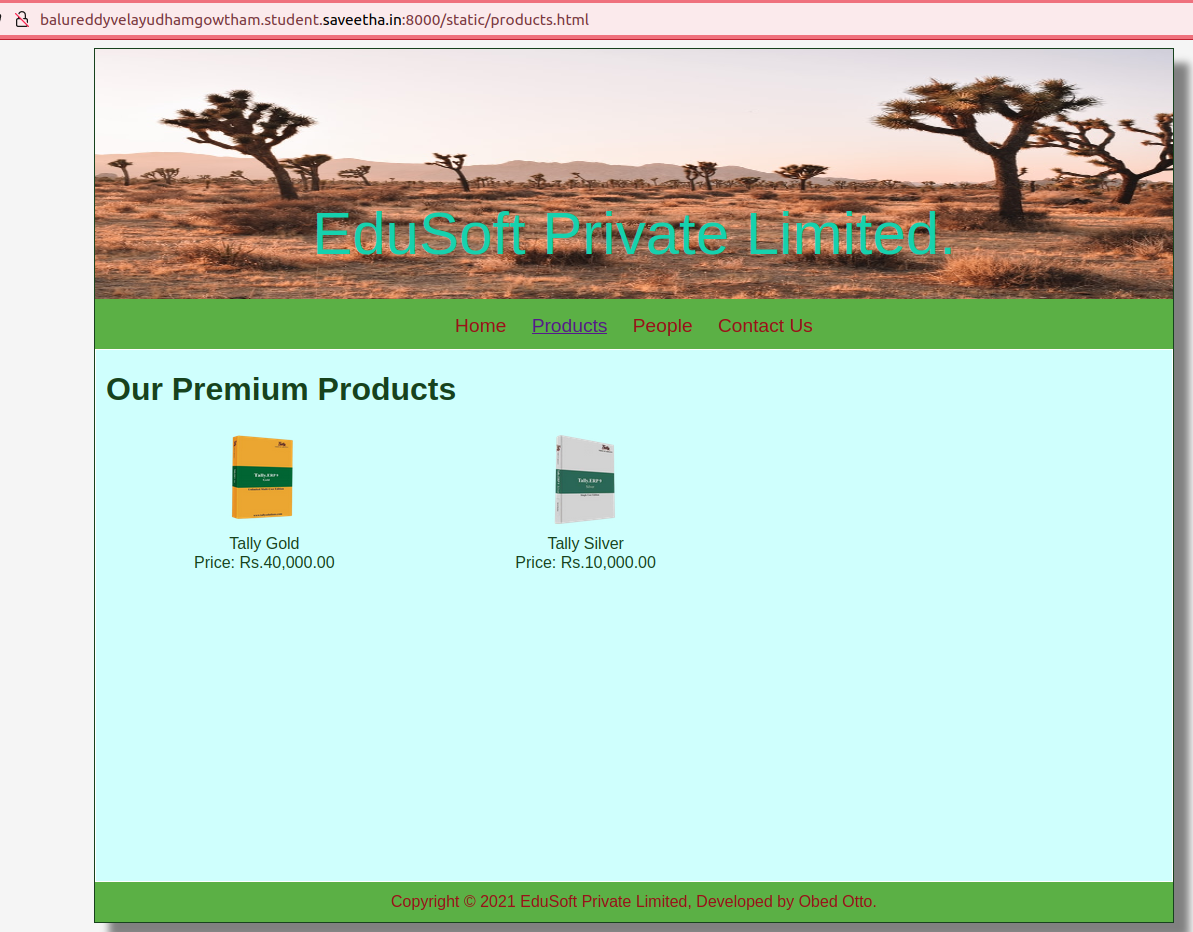 balureddyvelayudhamgowtham.student.saveetha.in:8000/static/products.html
EduSoft Private Limited.
Home Products People Contact Us
Our Premium Products
Tally.ERP 9
Tally.ERP 9
Tally Gold
Tally Silver
Price: Rs.40,000.00
Price: Rs.10,000.00
Copyright © 2021 EduSoft Private Limited, Developed by Obed Otto.